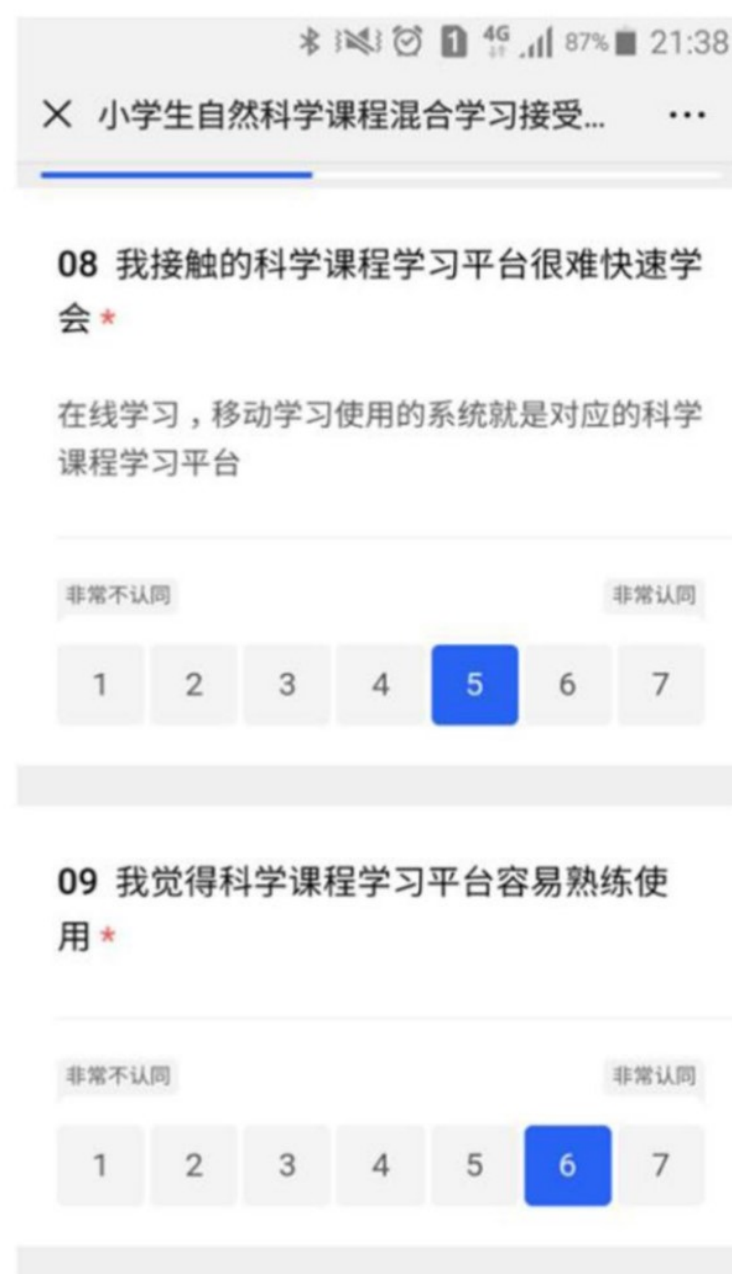 1 4G 87% 21:38
小学生自然科学课程混合学习接受...
08 我接触的科学课程学习平台很难快速学
会 *
在线学习，移动学习使用的系统就是对应的科学
课程学习平台
非常不认同 非常认同
1 2 3 4 5 6 7
09 我觉得科学课程学习平台容易熟练使
用 *
非常不认同 非常认同
1 2 3 4 5 6 7